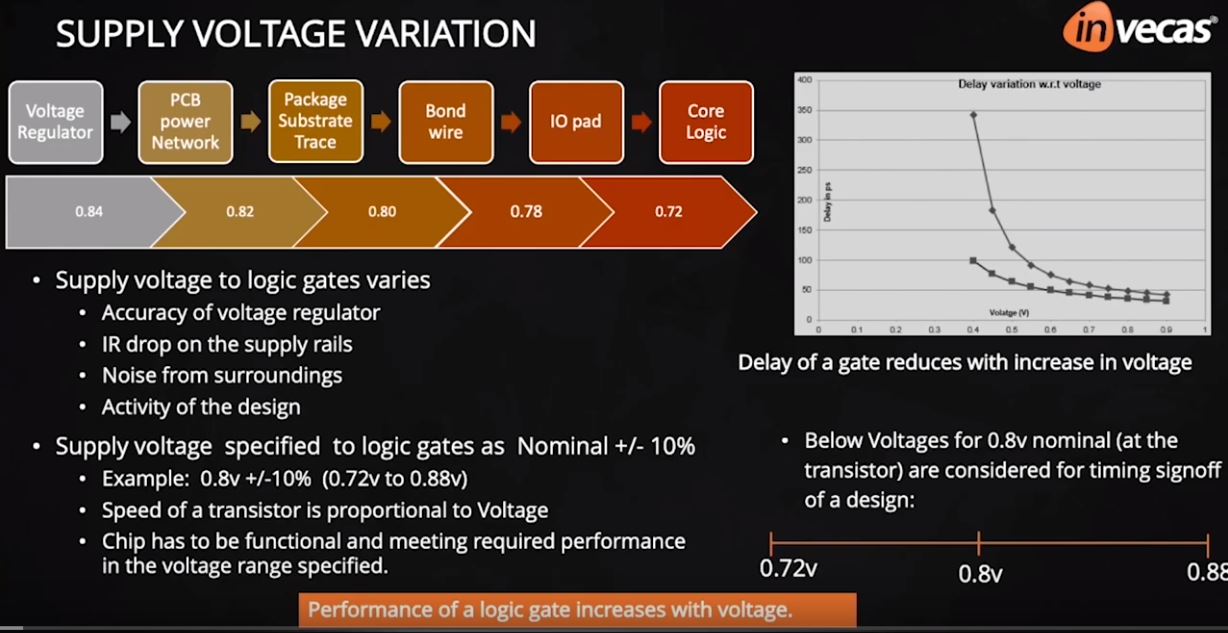 SUPPLY VOLTAGE VARIATION
invecas®
Voltage
Regulator
PCB
power
Network
Package
Substrate
Trace
Bond
wire
IO pad
Core
Logic
0.84
0.82
0.80
0.78
0.72
Delay variation w.r.t voltage
400
350
300
250
200
150
100
50
0
Delay in ps
Volatge (V)
0 0.1 0.2 0.3 0.4 0.5 0.6 0.7 0.8 0.9 1
Delay of a gate reduces with increase in voltage
• Supply voltage to logic gates varies
• Accuracy of voltage regulator
• IR drop on the supply rails
• Noise from surroundings
• Activity of the design
• Supply voltage specified to logic gates as Nominal +/- 10%
• Example: 0.8v +/-10% (0.72v to 0.88v)
• Speed of a transistor is proportional to Voltage
• Chip has to be functional and meeting required performance
in the voltage range specified.
• Below Voltages for 0.8v nominal (at the
transistor) are considered for timing signoff
of a design:
0.72v 0.8v 0.88
Performance of a logic gate increases with voltage.